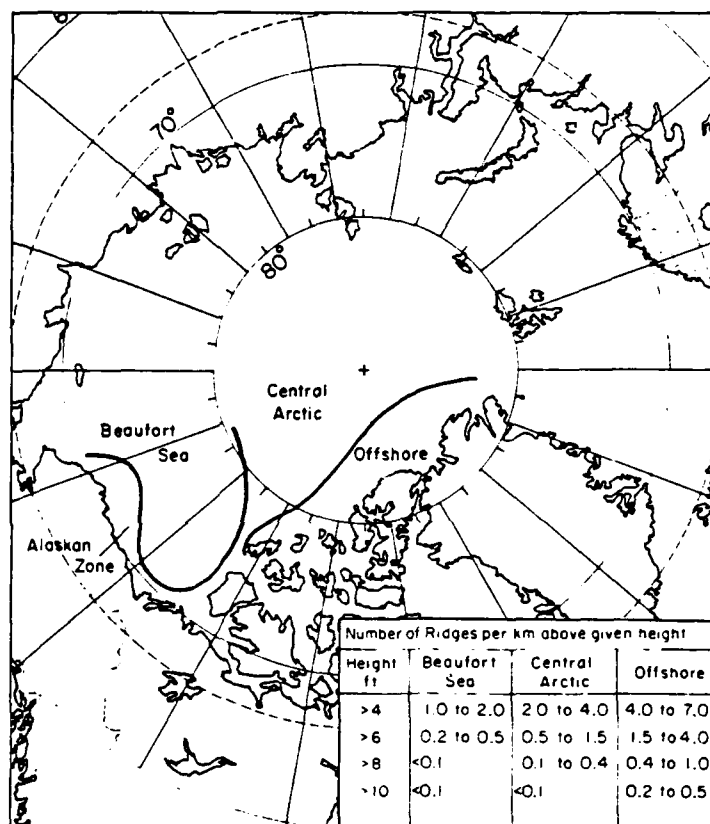 70°
80°
Central
Arctic
Beaufort
Sea
Offshore
Alaskan
Zone
Number of Ridges per km above given height
Height ft | Beaufort Sea | Central Arctic | Offshore
>4 | 1.0 to 2.0 | 2.0 to 4.0 | 4.0 to 7.0
>6 | 0.2 to 0.5 | 0.5 to 1.5 | 1.5 to 4.0
>8 | <0.1 | 0.1 to 0.4 | 0.4 to 1.0
>10 | <0.1 | <0.1 | 0.2 to 0.5